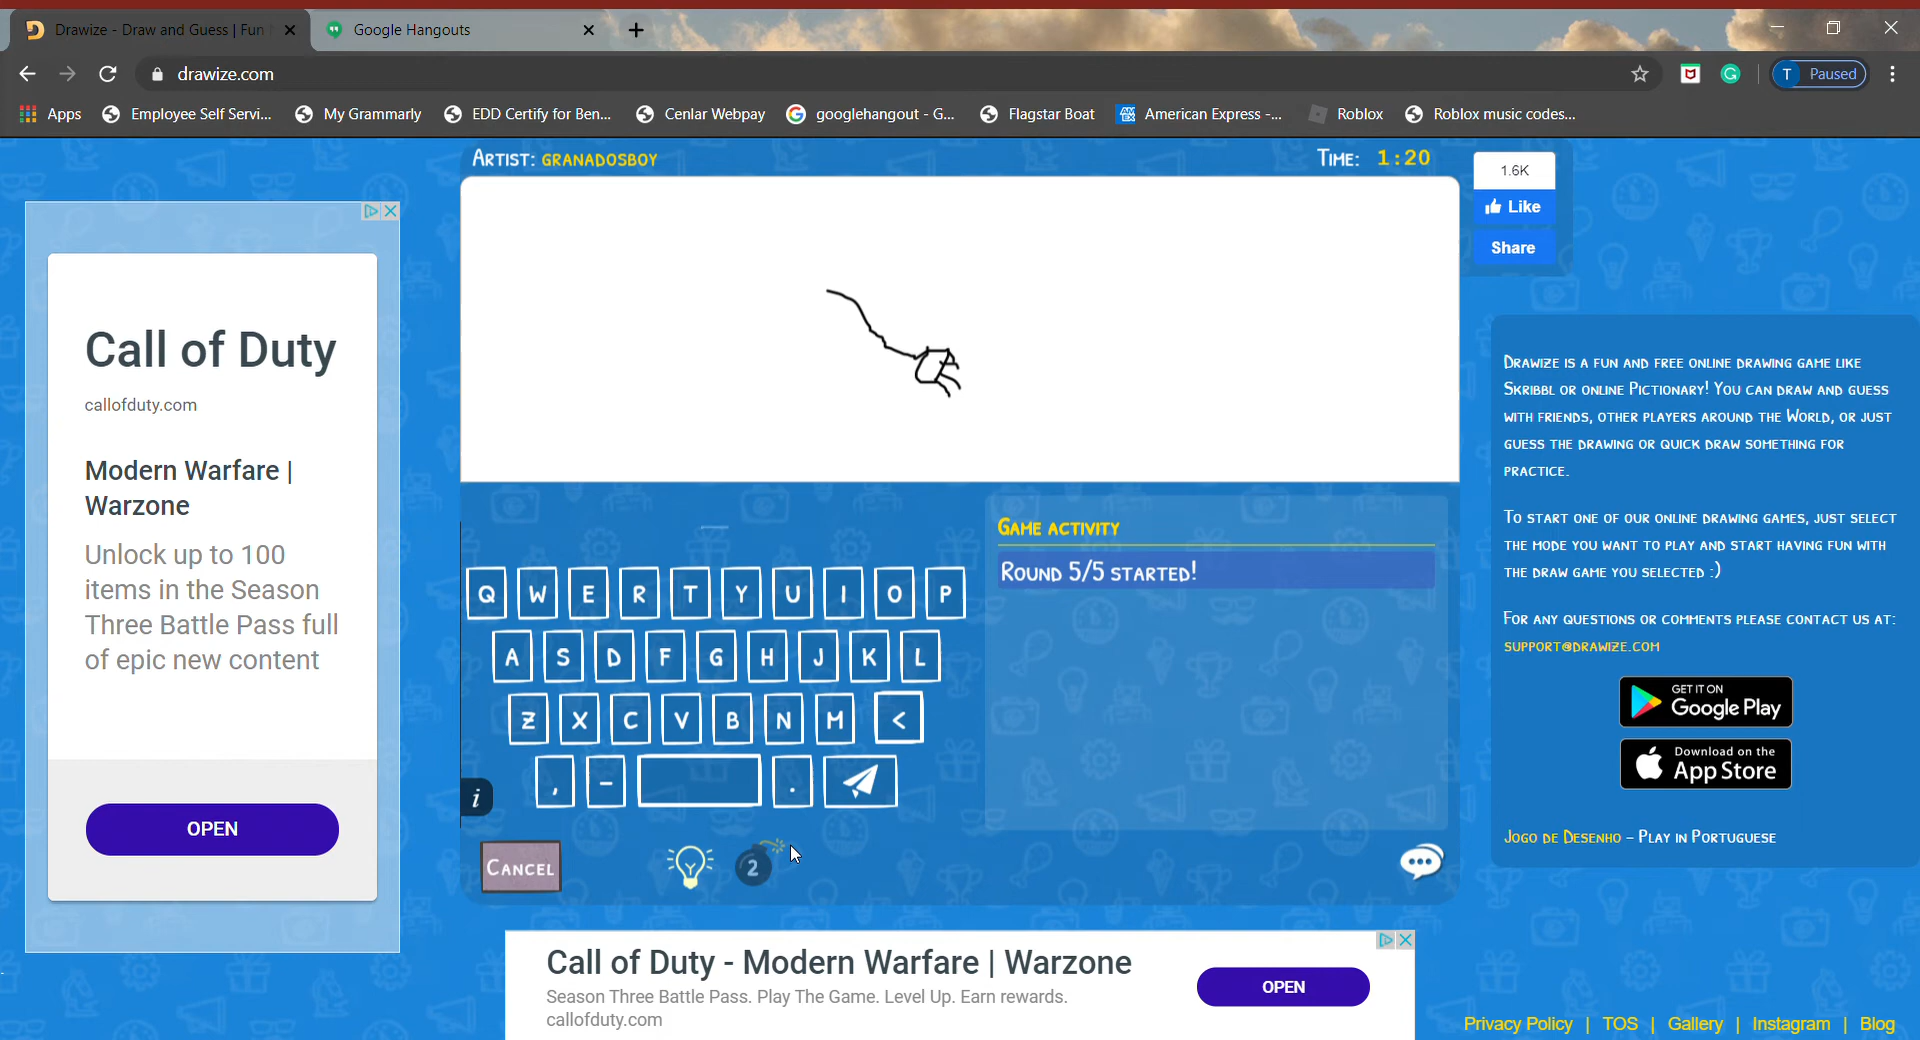 Drawize - Draw and Guess | Fun
Google Hangouts
drawize.com
T Paused
Apps
Employee Self Servi...
My Grammarly
EDD Certify for Ben...
Cenlar Webpay
googlehangout - G...
Flagstar Boat
American Express -...
Roblox
Roblox music codes...
Artist: GRANADOSBOY
Time: 1:20
1.6K
Like
Share
Call of Duty
callofduty.com
Modern Warfare |
Warzone
Unlock up to 100
items in the Season
Three Battle Pass full
of epic new content
OPEN
Drawize is a fun and free online drawing game like
Skribbl or online Pictionary! You can draw and guess
with friends, other players around the World, or just
guess the drawing or quick draw something for
practice.
To start one of our online drawing games, just select
the mode you want to play and start having fun with
the draw game you selected :)
For any questions or comments please contact us at:
support@drawize.com
GET IT ON
Google Play
Download on the
App Store
Jogo de Desenho - Play in Portuguese
Game activity
Round 5/5 started!
Q W E R T Y U I O P
A S D F G H J K L
Z X C V B N M <
, - .
i
Cancel
2
Call of Duty - Modern Warfare | Warzone
Season Three Battle Pass. Play The Game. Level Up. Earn rewards.
callofduty.com
OPEN
Privacy Policy | TOS | Gallery | Instagram | Blog